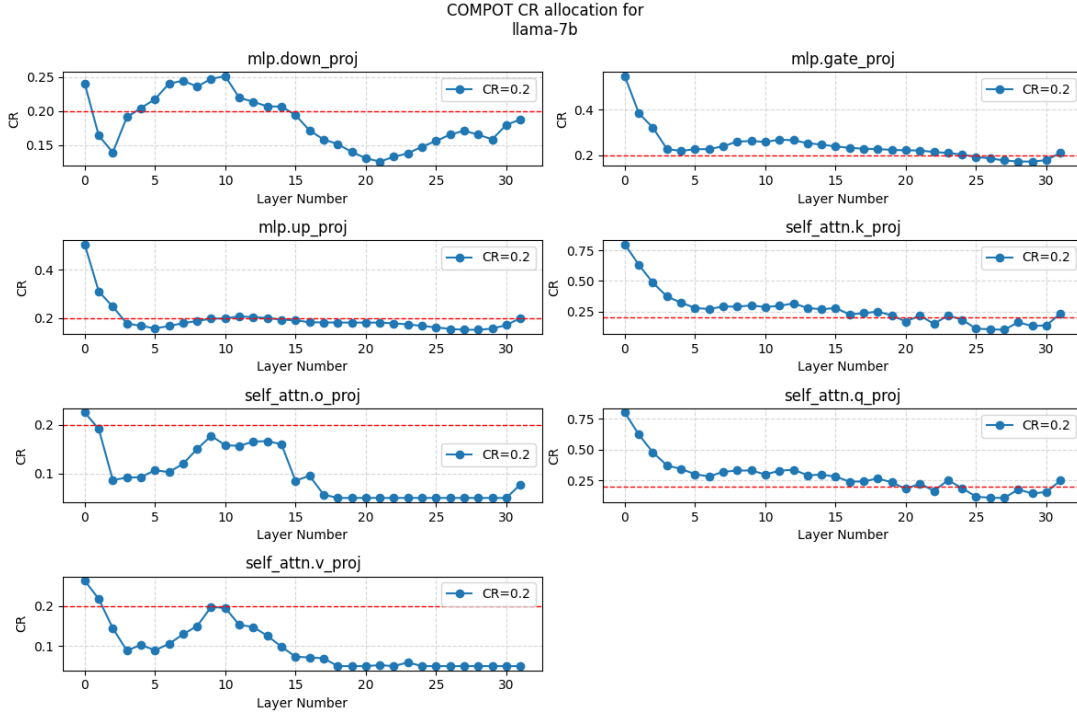 COMPOT CR allocation for
llama-7b
mlp.down_proj
CR
0.25
0.20
0.15
CR=0.2
0 5 10 15 20 25 30
Layer Number
mlp.gate_proj
CR
0.4
0.2
CR=0.2
0 5 10 15 20 25 30
Layer Number
mlp.up_proj
CR
0.4
0.2
CR=0.2
0 5 10 15 20 25 30
Layer Number
self_attn.k_proj
CR
0.75
0.50
0.25
CR=0.2
0 5 10 15 20 25 30
Layer Number
self_attn.o_proj
CR
0.2
0.1
CR=0.2
0 5 10 15 20 25 30
Layer Number
self_attn.q_proj
CR
0.75
0.50
0.25
CR=0.2
0 5 10 15 20 25 30
Layer Number
self_attn.v_proj
CR
0.2
0.1
CR=0.2
0 5 10 15 20 25 30
Layer Number